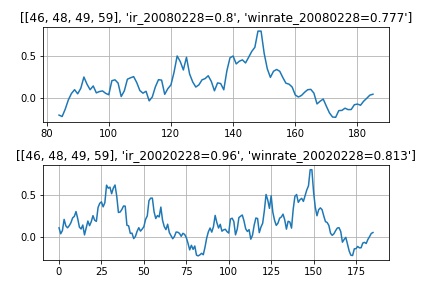 [[46, 48, 49, 59], 'ir_20080228=0.8', 'winrate_20080228=0.777']
0.5
0.0
80 100 120 140 160 180
[[46, 48, 49, 59], 'ir_20020228=0.96', 'winrate_20020228=0.813']
0.5
0.0
0 25 50 75 100 125 150 175